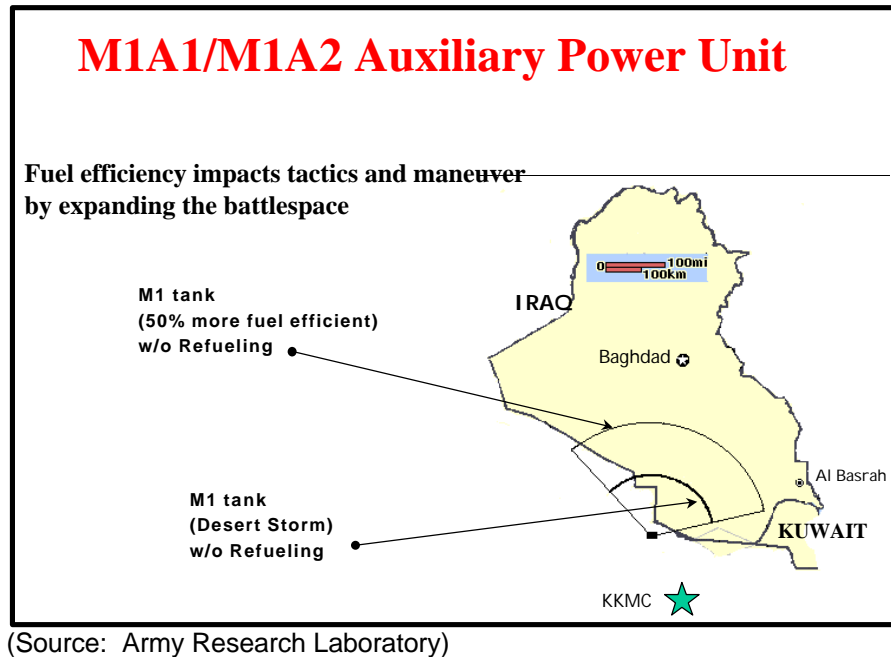 M1A1/M1A2 Auxiliary Power Unit
Fuel efficiency impacts tactics and maneuver
by expanding the battlespace
0 100mi
100km
M1 tank
(50% more fuel efficient)
w/o Refueling
IRAQ
Baghdad
Al Basrah
M1 tank
(Desert Storm)
w/o Refueling
KUWAIT
KKMC
(Source: Army Research Laboratory)